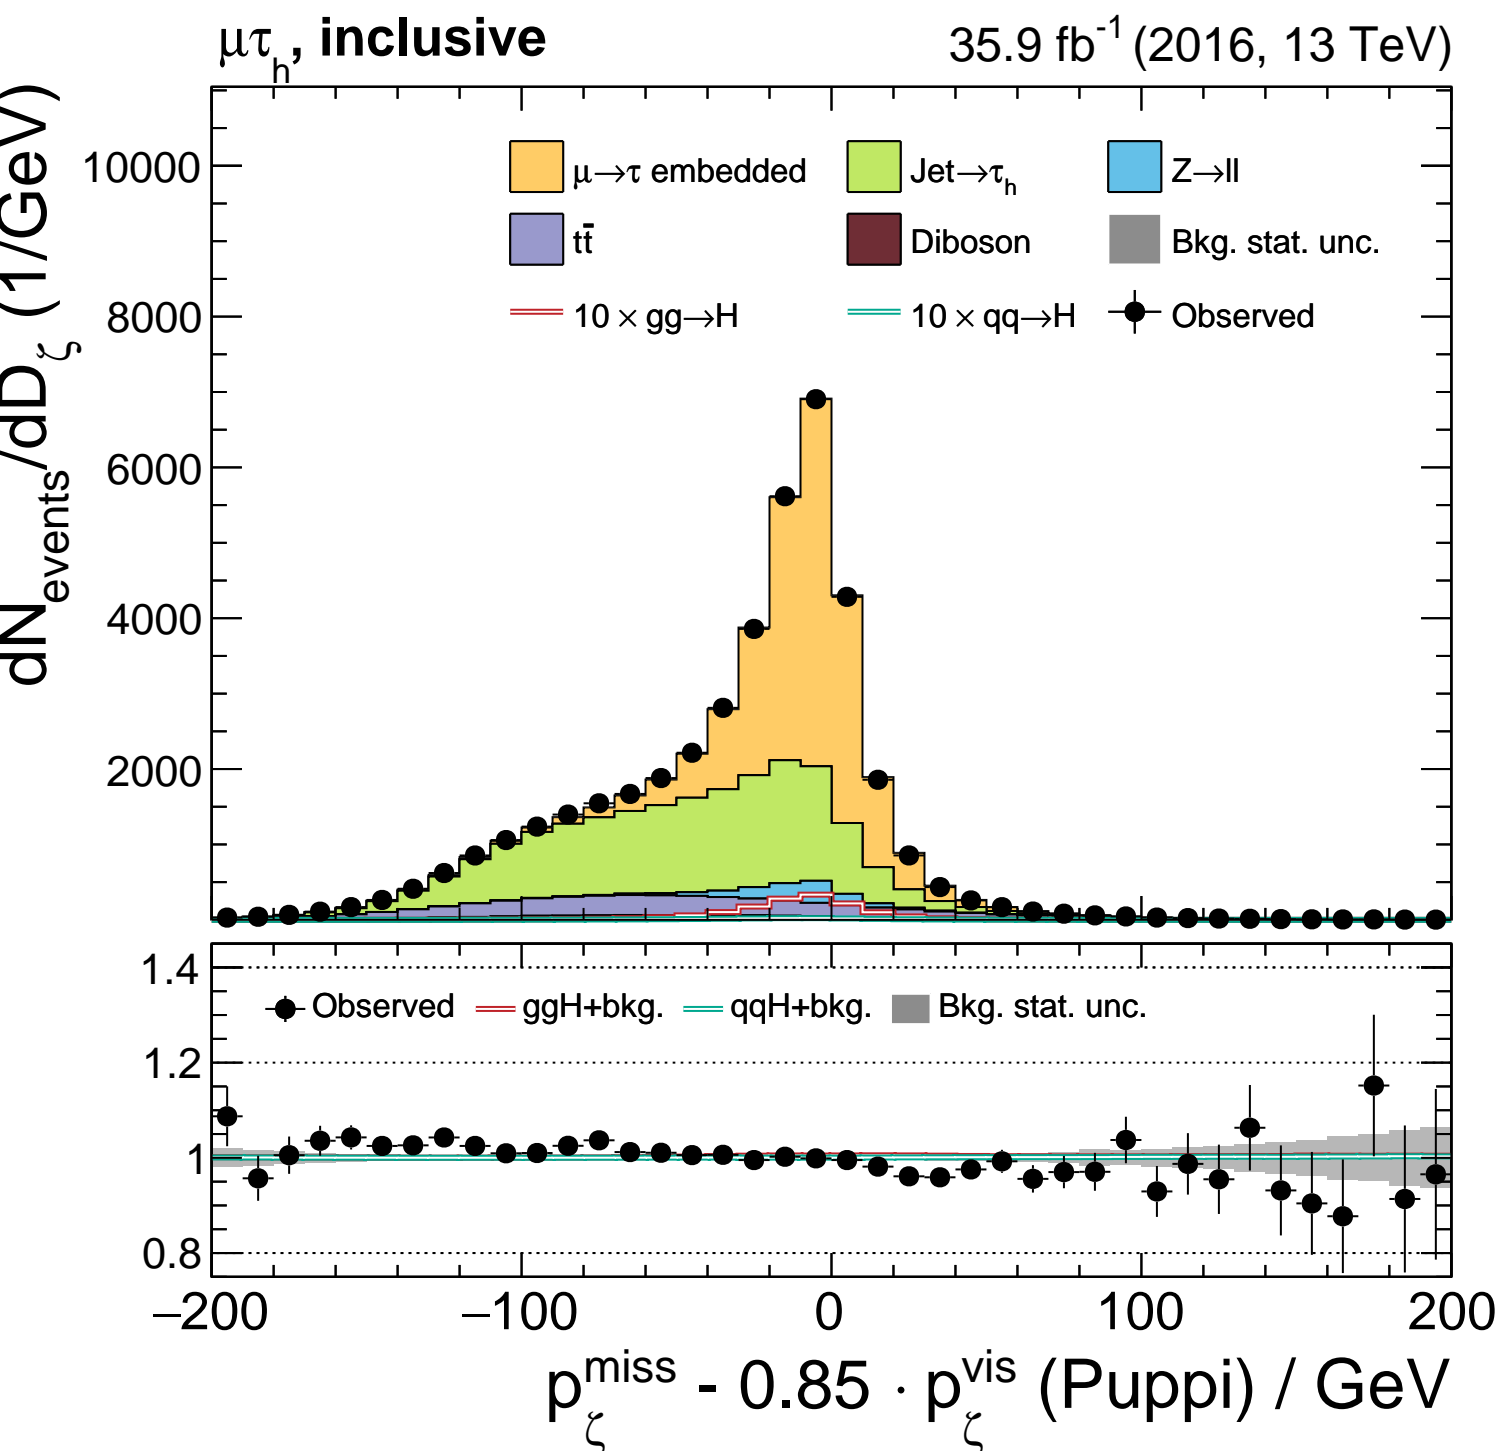 μτh, inclusive
35.9 fb-1 (2016, 13 TeV)
dNevents/dDζ (1/GeV)
10000
8000
6000
4000
2000
μ→τ embedded
Jet→τh
Z→ll
tt̄
Diboson
Bkg. stat. unc.
10 × gg→H
10 × qq→H
Observed
1.4
1.2
1
0.8
Observed
ggH+bkg.
qqH+bkg.
Bkg. stat. unc.
−200
−100
0
100
200
pζmiss - 0.85 · pζvis (Puppi) / GeV